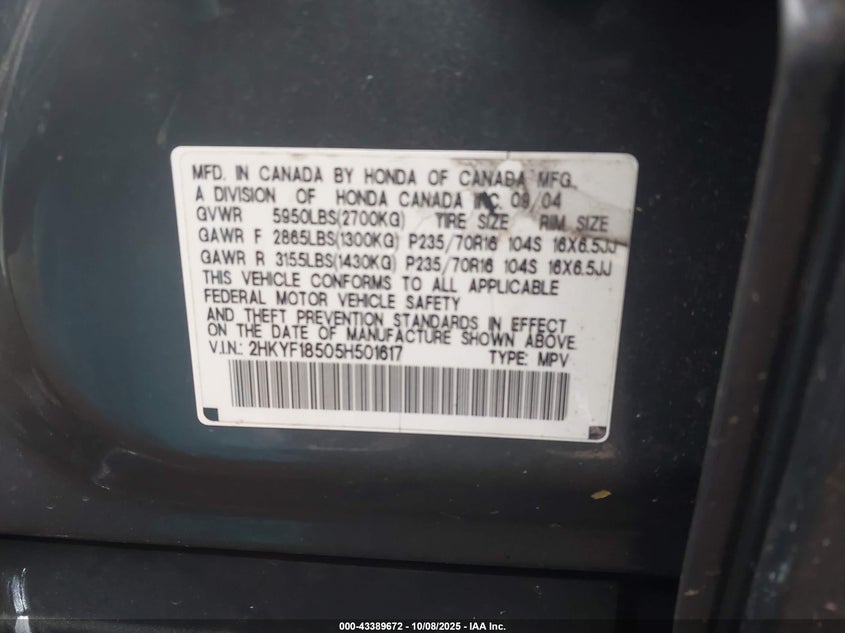 MFD. IN CANADA BY HONDA OF CANADA MFG.,
A DIVISION OF HONDA CANADA INC. 09/04
GVWR 5950LBS(2700KG) TIRE SIZE RIM SIZE
GAWR F 2865LBS(1300KG) P235/70R16 104S 16X6.5JJ
GAWR R 3155LBS(1430KG) P235/70R16 104S 16X6.5JJ
THIS VEHICLE CONFORMS TO ALL APPLICABLE
FEDERAL MOTOR VEHICLE SAFETY
AND THEFT PREVENTION STANDARDS IN EFFECT
ON THE DATE OF MANUFACTURE SHOWN ABOVE.
V.I.N.: 2HKYF18505H501617 TYPE: MPV
000-43389672 - 10/08/2025 - IAA Inc.